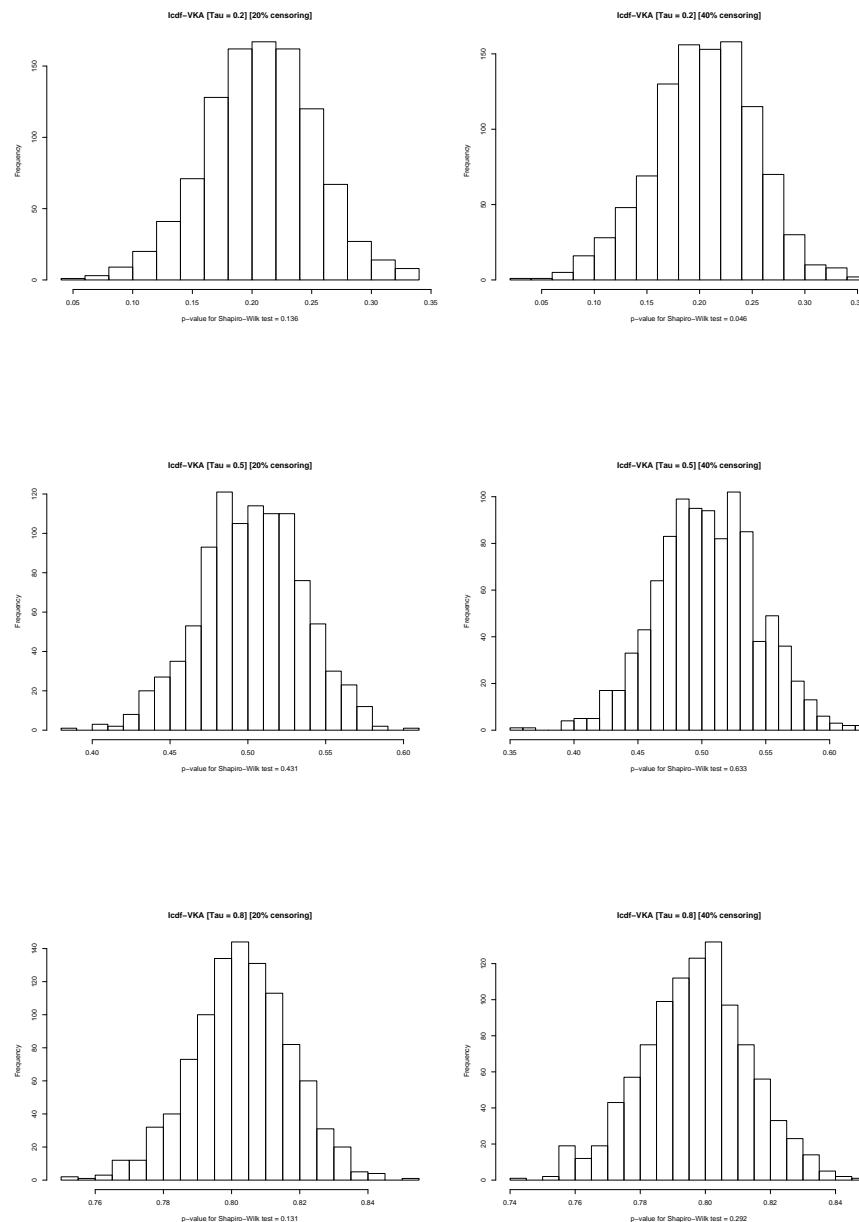 lcdf−VKA [Tau = 0.2] [20% censoring]
Frequency
0 50 100 150
0.05 0.10 0.15 0.20 0.25 0.30 0.35
p−value for Shapiro−Wilk test = 0.136
lcdf−VKA [Tau = 0.2] [40% censoring]
Frequency
0 50 100 150
0.05 0.10 0.15 0.20 0.25 0.30
p−value for Shapiro−Wilk test = 0.046
lcdf−VKA [Tau = 0.5] [20% censoring]
Frequency
0 20 40 60 80 100 120
0.40 0.45 0.50 0.55 0.60
p−value for Shapiro−Wilk test = 0.431
lcdf−VKA [Tau = 0.5] [40% censoring]
Frequency
0 20 40 60 80 100
0.35 0.40 0.45 0.50 0.55 0.60
p−value for Shapiro−Wilk test = 0.633
lcdf−VKA [Tau = 0.8] [20% censoring]
Frequency
0 20 40 60 80 100 120 140
0.76 0.78 0.80 0.82 0.84
p−value for Shapiro−Wilk test = 0.131
lcdf−VKA [Tau = 0.8] [40% censoring]
Frequency
0 20 40 60 80 100 120
0.74 0.76 0.78 0.80 0.82 0.84
p−value for Shapiro−Wilk test = 0.292